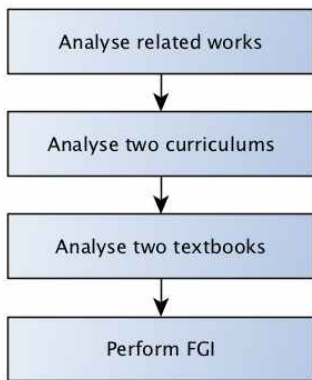 Analyse related works
Analyse two curriculums
Analyse two textbooks
Perform FGI